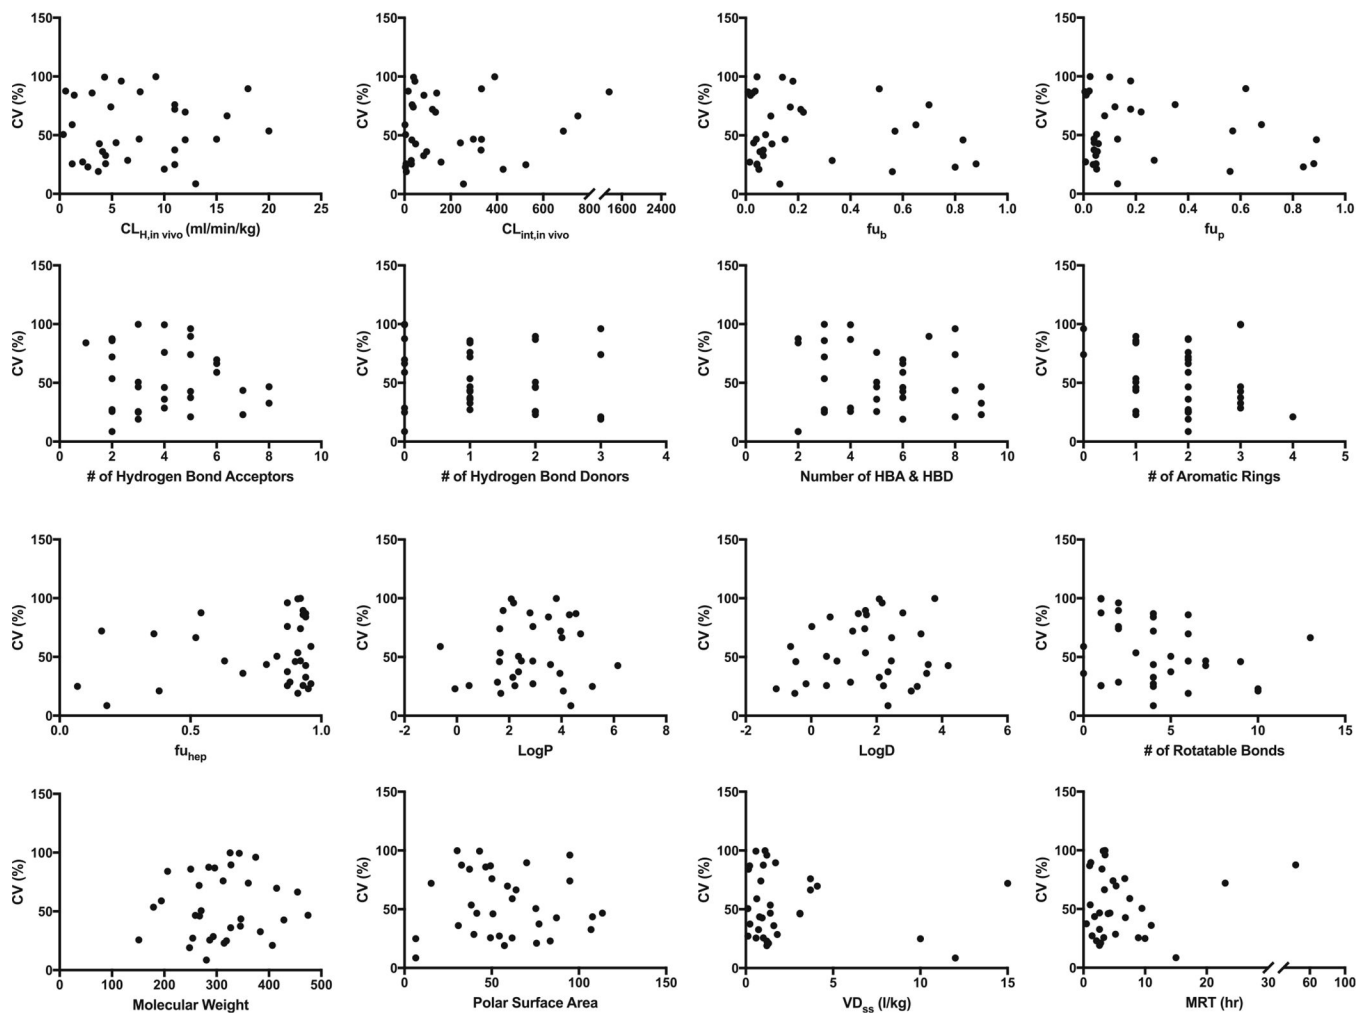 150 150 150 150
100 100 100 100
CV (%) CV (%) CV (%) CV (%)
50 50 50 50
0 0 0 0
0 5 10 15 20 25 0 200 400 600 800 1600 2400 0.0 0.2 0.4 0.6 0.8 1.0 0.0 0.2 0.4 0.6 0.8 1.0
CLH,in vivo (ml/min/kg) CLint,in vivo fub fup
150 150 150 150
100 100 100 100
CV (%) CV (%) CV (%) CV (%)
50 50 50 50
0 0 0 0
0 2 4 6 8 10 0 1 2 3 4 0 2 4 6 8 10 0 1 2 3 4 5
# of Hydrogen Bond Acceptors # of Hydrogen Bond Donors Number of HBA & HBD # of Aromatic Rings
150 150 150 150
100 100 100 100
CV (%) CV (%) CV (%) CV (%)
50 50 50 50
0 0 0 0
0.0 0.5 1.0 -2 0 2 4 6 8 -2 0 2 4 6 0 5 10 15
fuhep LogP LogD # of Rotatable Bonds
150 150 150 150
100 100 100 100
CV (%) CV (%) CV (%) CV (%)
50 50 50 50
0 0 0 0
0 100 200 300 400 500 0 50 100 150 0 5 10 15 0 10 20 30 60 80 100
Molecular Weight Polar Surface Area VDss (l/kg) MRT (hr)